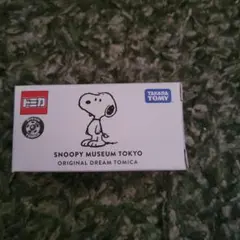 トミカ
TAKARA
TOMY
SNOOPY MUSEUM TOKYO
ORIGINAL DREAM TOMICA